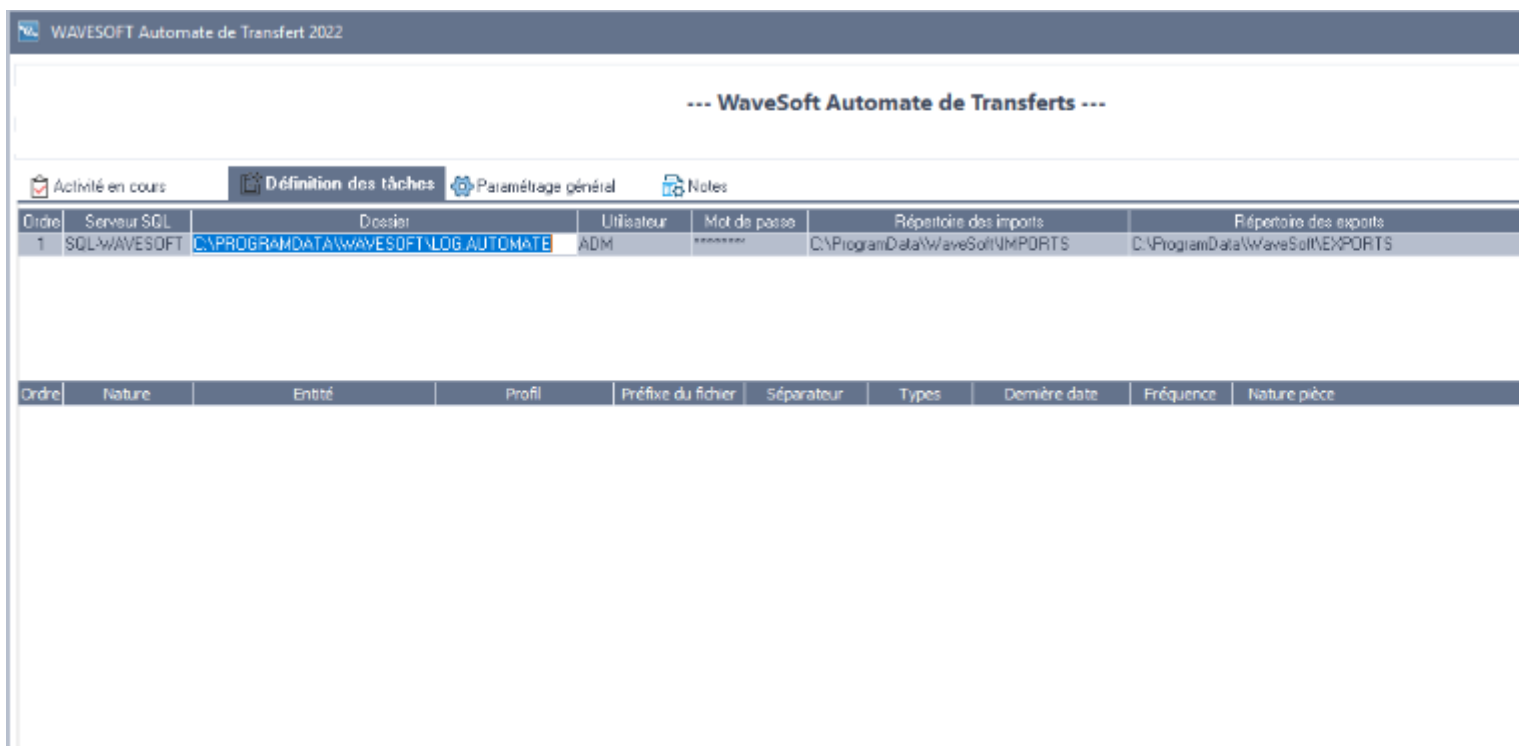 WAVESOFT Automate de Transfert 2022
--- WaveSoft Automate de Transferts ---
Activité en cours Définition des tâches Paramétrage général Notes
Ordre Serveur SQL Dossier Utilisateur Mot de passe Répertoire des imports Répertoire des exports
1 SQL-WAVESOFT C:\PROGRAMDATA\WAVESOFT\LOG.AUTOMATE ADM ******** C:\ProgramData\WaveSoft\IMPORTS C:\ProgramData\WaveSoft\EXPORTS
Ordre Nature Entité Profil Préfixe du fichier Séparateur Types Dernière date Fréquence Nature pièce